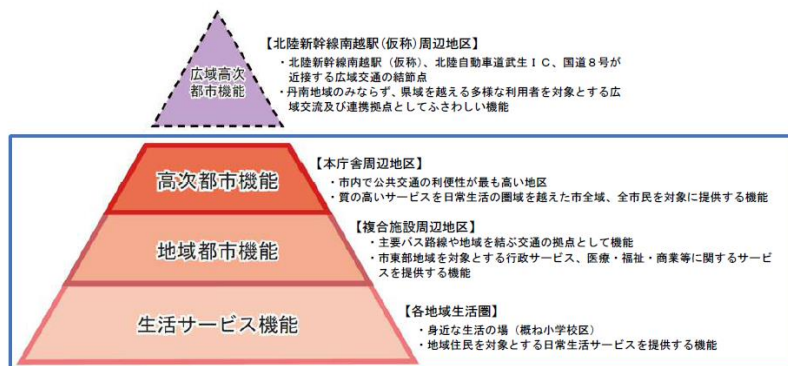 【北陸新幹線南越駅(仮称)周辺地区】
・北陸新幹線南越駅（仮称）、北陸自動車道武生ＩＣ、国道８号が
近接する広域交通の結節点
・丹南地域のみならず、県域を越える多様な利用者を対象とする広
域交流及び連携拠点としてふさわしい機能
広域高次
都市機能
【本庁舎周辺地区】
高次都市機能
・市内で公共交通の利便性が最も高い地区
・質の高いサービスを日常生活の圏域を越えた市全域、全市民を対象に提供する機能
【複合施設周辺地区】
地域都市機能
・主要バス路線や地域を結ぶ交通の拠点として機能
・市東部地域を対象とする行政サービス、医療・福祉・商業等に関するサービ
スを提供する機能
【各地域生活圏】
生活サービス機能
・身近な生活の場（概ね小学校区）
・地域住民を対象とする日常生活サービスを提供する機能